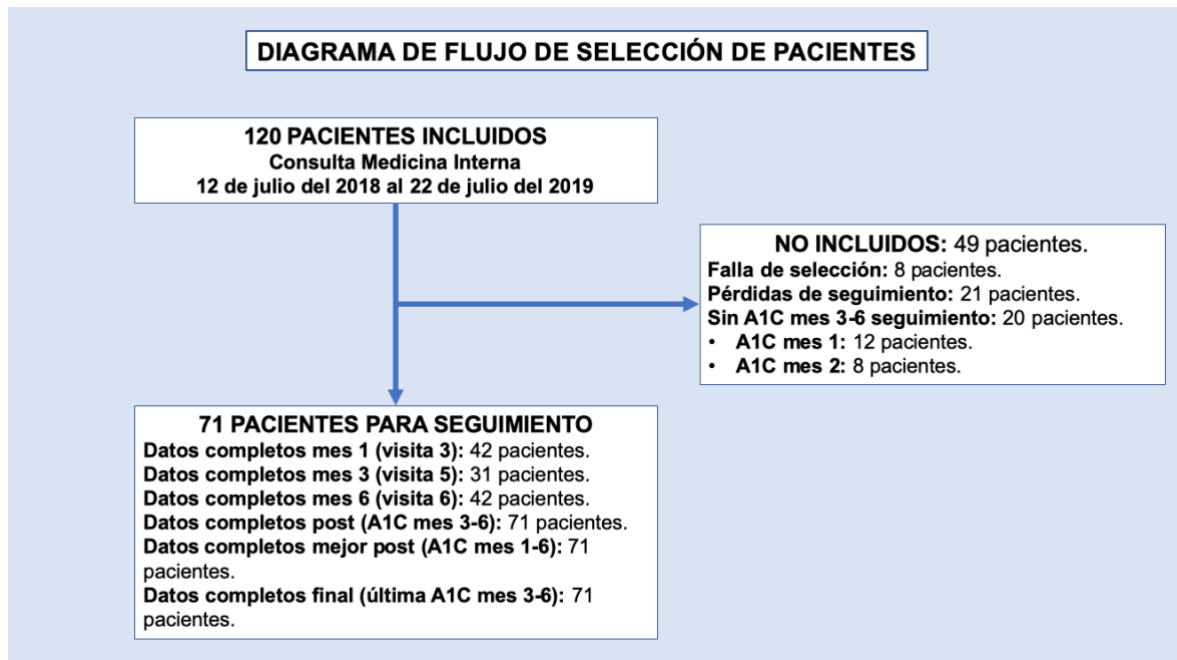 DIAGRAMA DE FLUJO DE SELECCIÓN DE PACIENTES
120 PACIENTES INCLUIDOS
Consulta Medicina Interna
12 de julio del 2018 al 22 de julio del 2019
NO INCLUIDOS: 49 pacientes.
Falla de selección: 8 pacientes.
Pérdidas de seguimiento: 21 pacientes.
Sin A1C mes 3-6 seguimiento: 20 pacientes.
• A1C mes 1: 12 pacientes.
• A1C mes 2: 8 pacientes.
71 PACIENTES PARA SEGUIMIENTO
Datos completos mes 1 (visita 3): 42 pacientes.
Datos completos mes 3 (visita 5): 31 pacientes.
Datos completos mes 6 (visita 6): 42 pacientes.
Datos completos post (A1C mes 3-6): 71 pacientes.
Datos completos mejor post (A1C mes 1-6): 71
pacientes.
Datos completos final (última A1C mes 3-6): 71
pacientes.